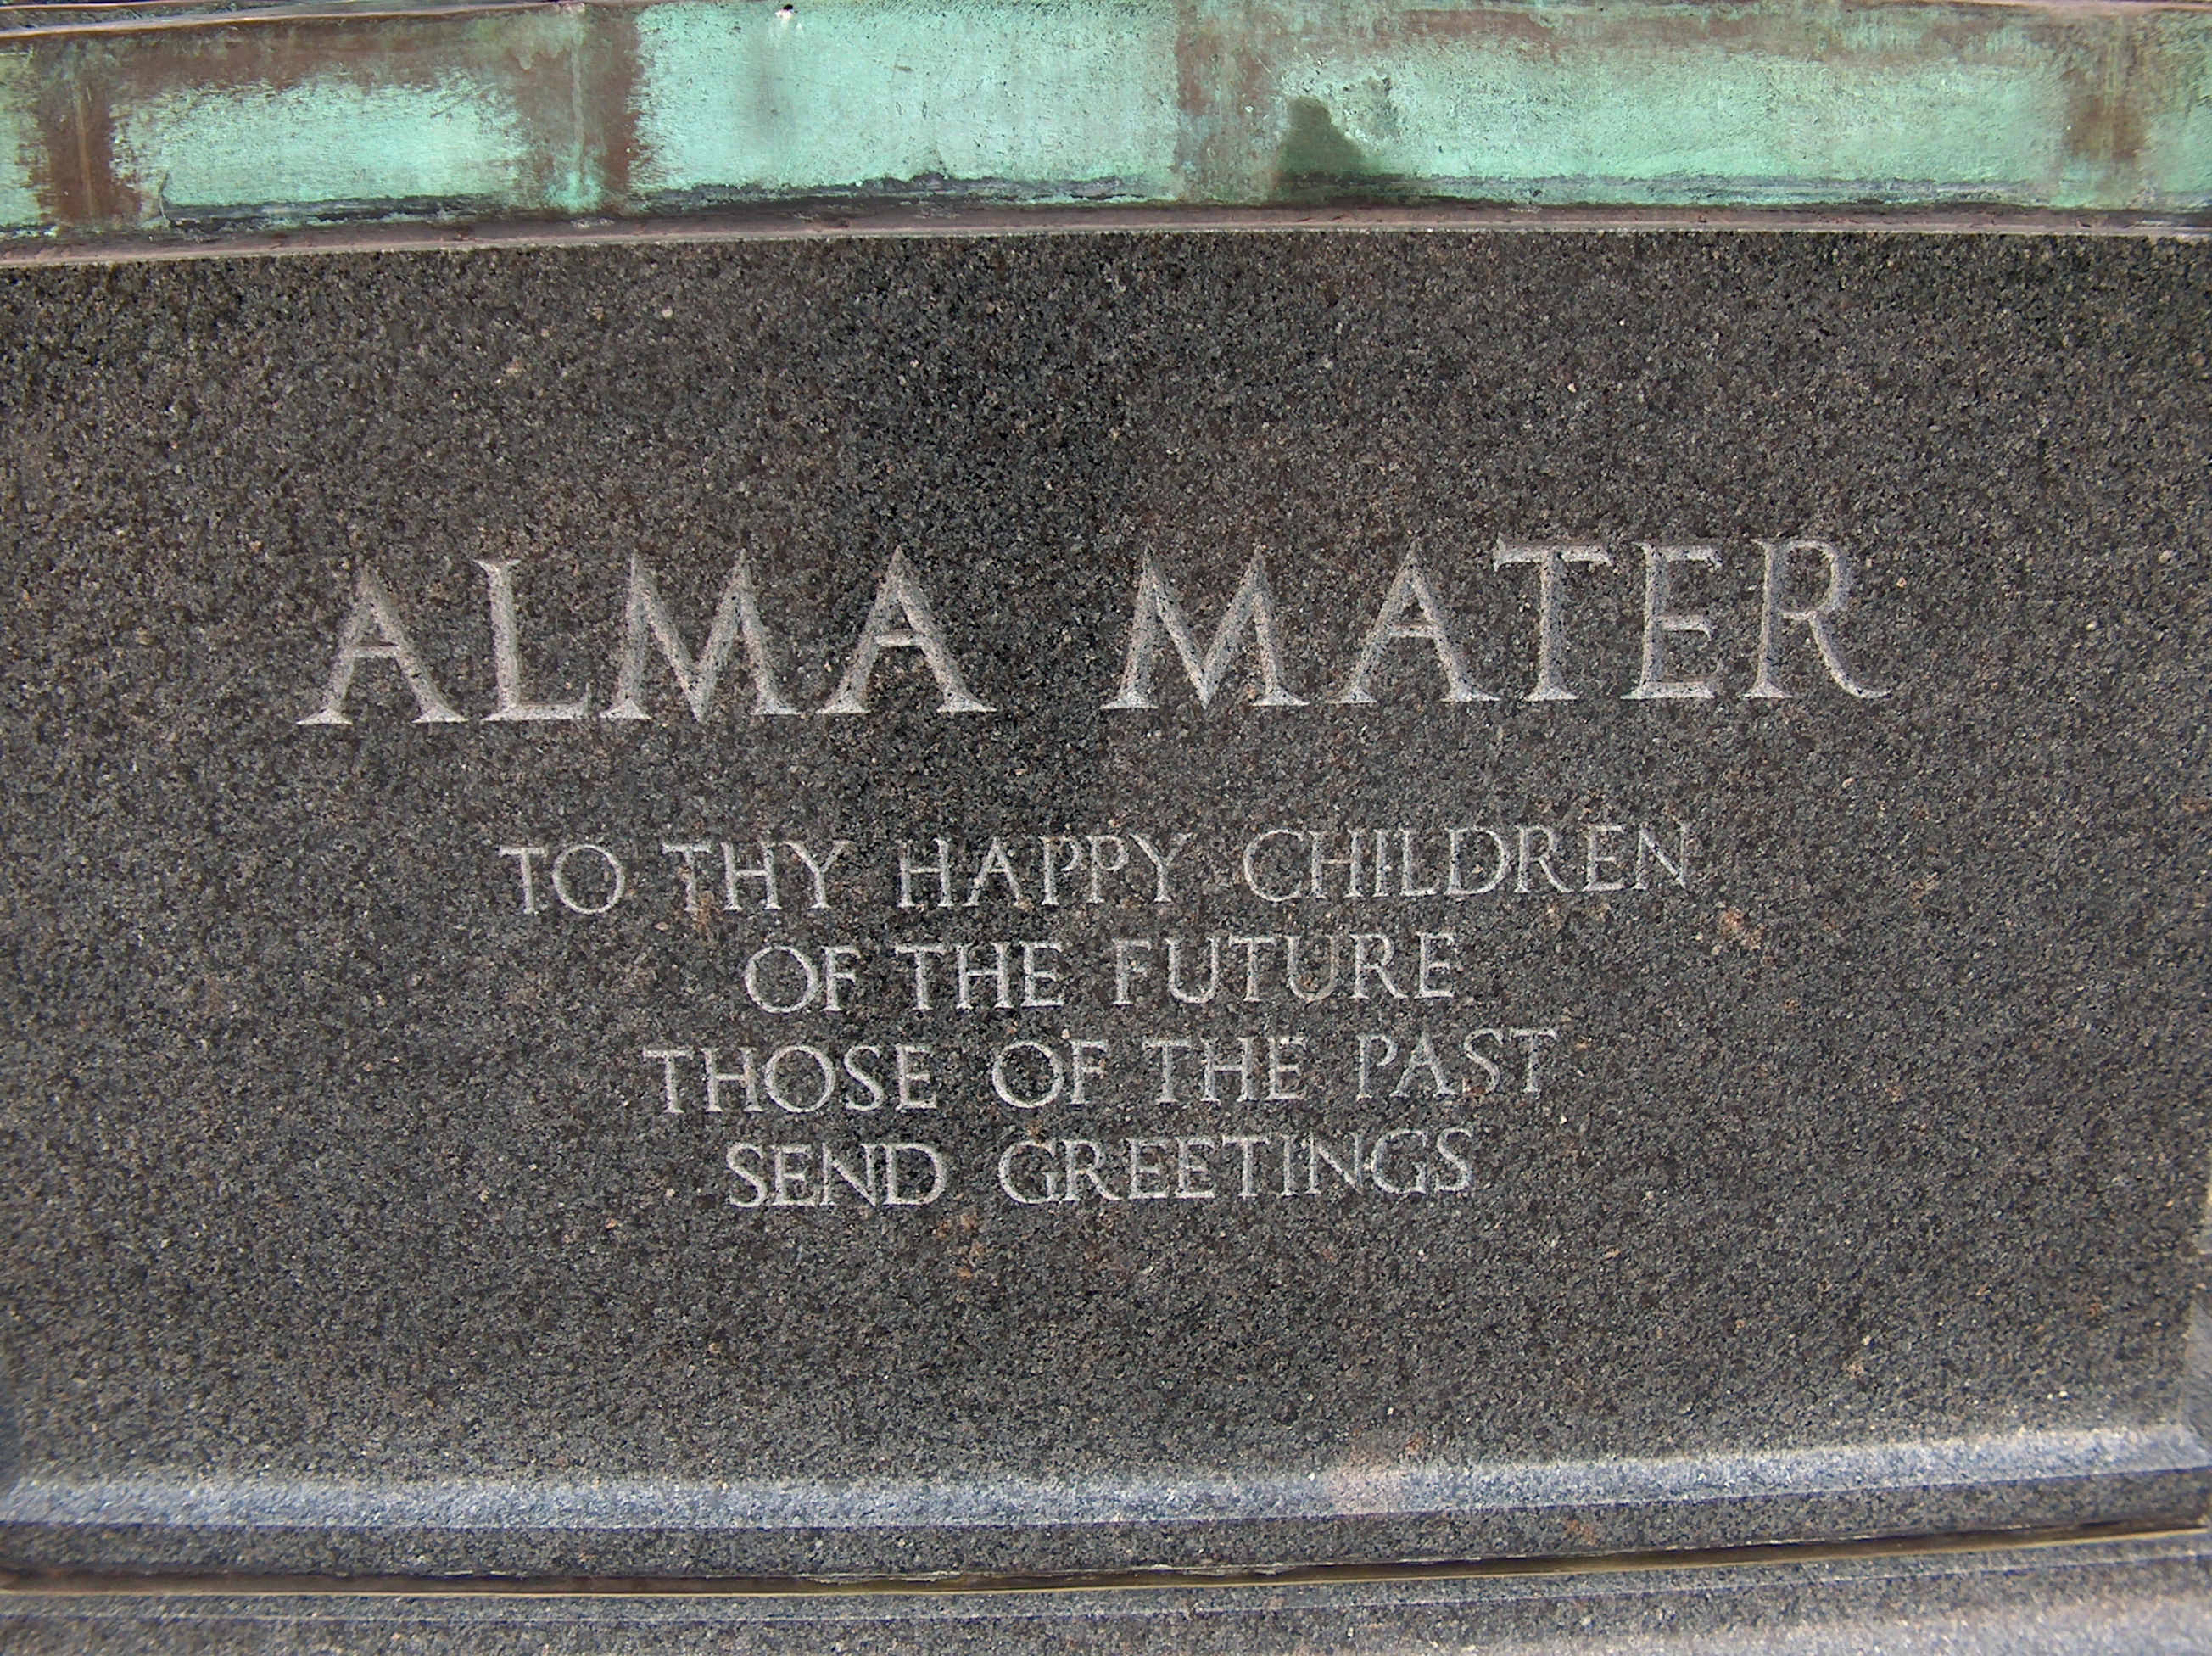 ALMA MATER
TO THY HAPPY CHILDREN
OF THE FUTURE
THOSE OF THE PAST
SEND GREETINGS